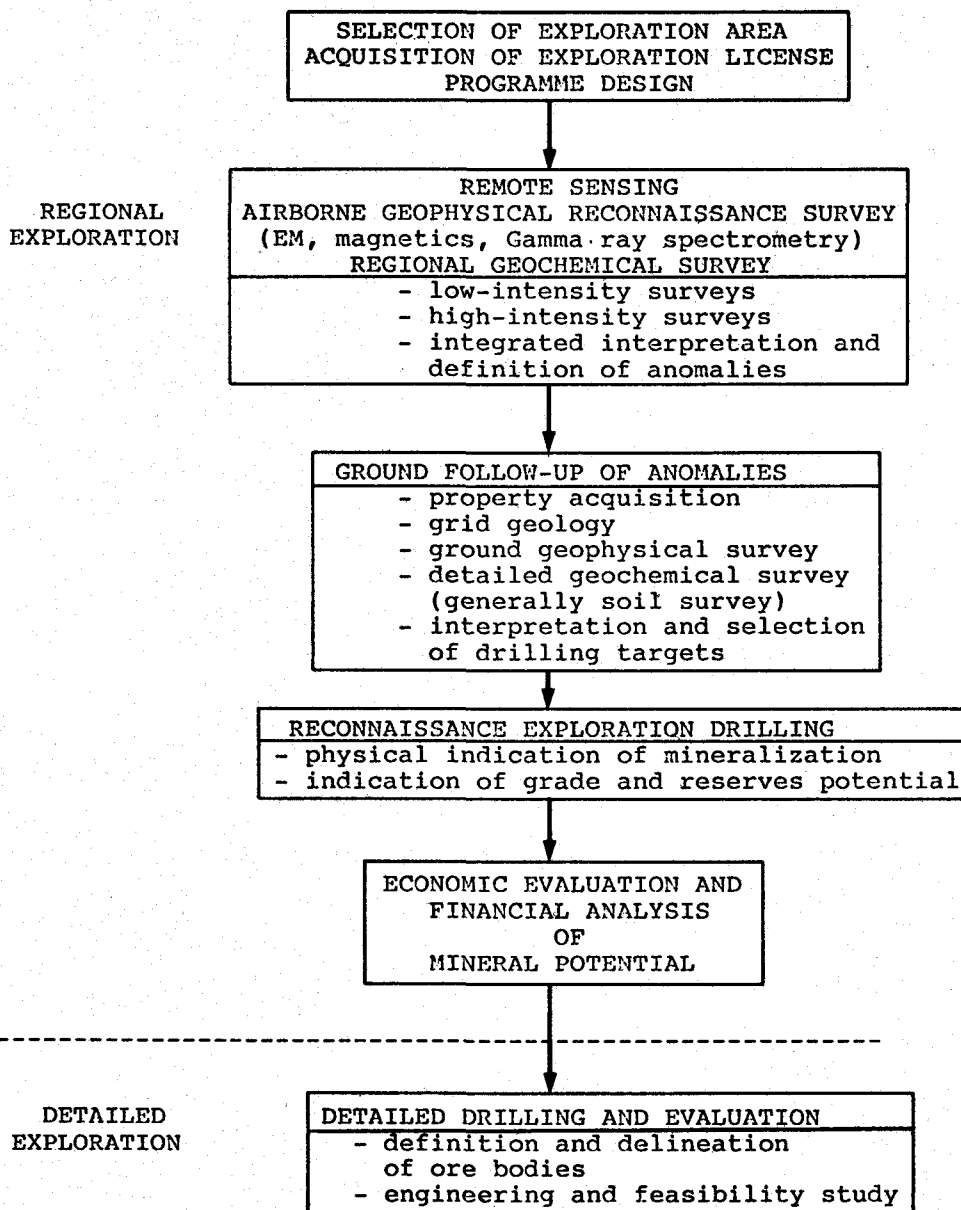 SELECTION OF EXPLORATION AREA
ACQUISITION OF EXPLORATION LICENSE
PROGRAMME DESIGN
REGIONAL
EXPLORATION
REMOTE SENSING
AIRBORNE GEOPHYSICAL RECONNAISSANCE SURVEY
(EM, magnetics, Gamma ray spectrometry)
REGIONAL GEOCHEMICAL SURVEY
- low-intensity surveys
- high-intensity surveys
- integrated interpretation and
definition of anomalies
GROUND FOLLOW-UP OF ANOMALIES
- property acquisition
- grid geology
- ground geophysical survey
- detailed geochemical survey
(generally soil survey)
- interpretation and selection
of drilling targets
RECONNAISSANCE EXPLORATION DRILLING
- physical indication of mineralization
- indication of grade and reserves potential
ECONOMIC EVALUATION AND
FINANCIAL ANALYSIS
OF
MINERAL POTENTIAL
DETAILED
EXPLORATION
DETAILED DRILLING AND EVALUATION
- definition and delineation
of ore bodies
- engineering and feasibility study